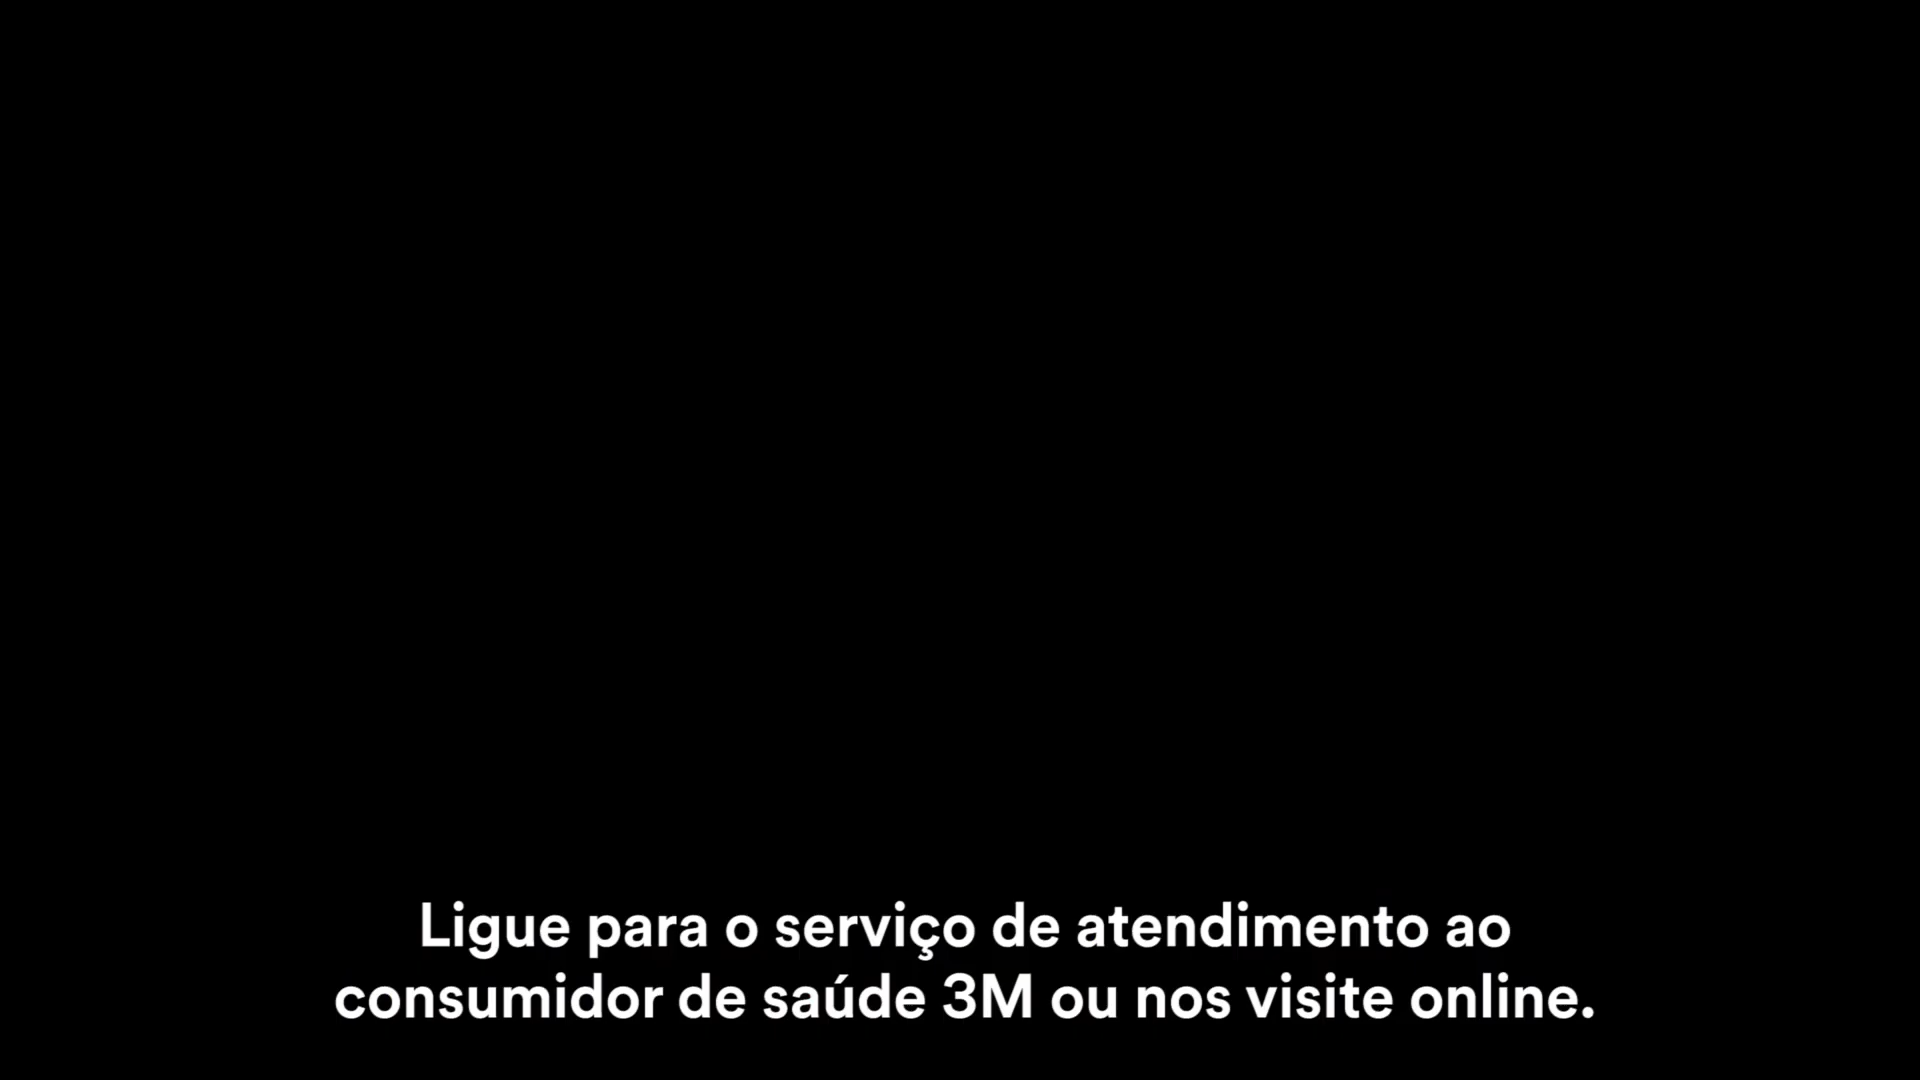 Ligue para o serviço de atendimento ao
consumidor de saúde 3M ou nos visite online.